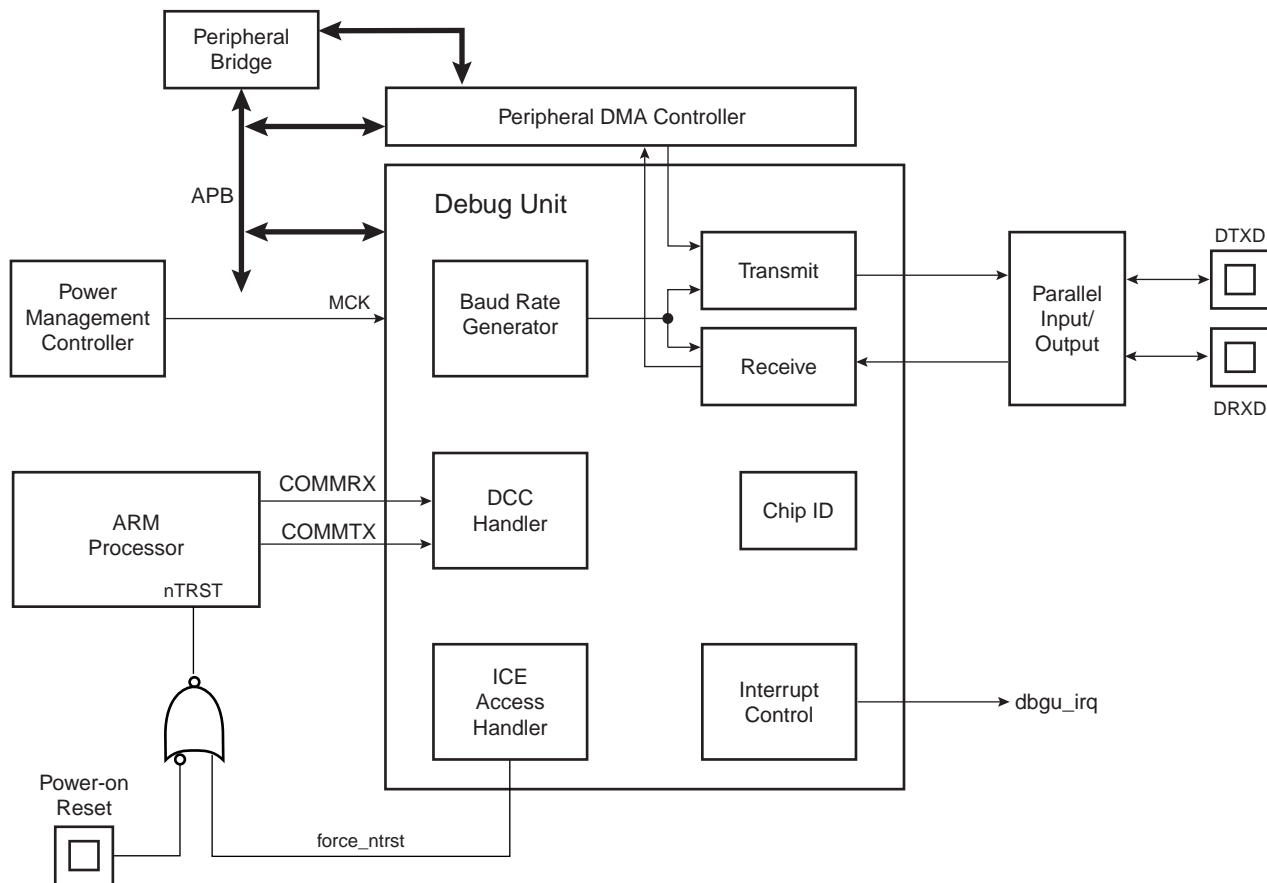 Peripheral
Bridge
Peripheral DMA Controller
APB
Debug Unit
DTXD
Power
Management
Controller
MCK
Baud Rate
Generator
Transmit
Receive
Parallel
Input/
Output
DRXD
ARM
Processor
nTRST
COMMRX
COMMTX
DCC
Handler
Chip ID
ICE
Access
Handler
Interrupt
Control
dbgu_irq
Power-on
Reset
force_ntrst